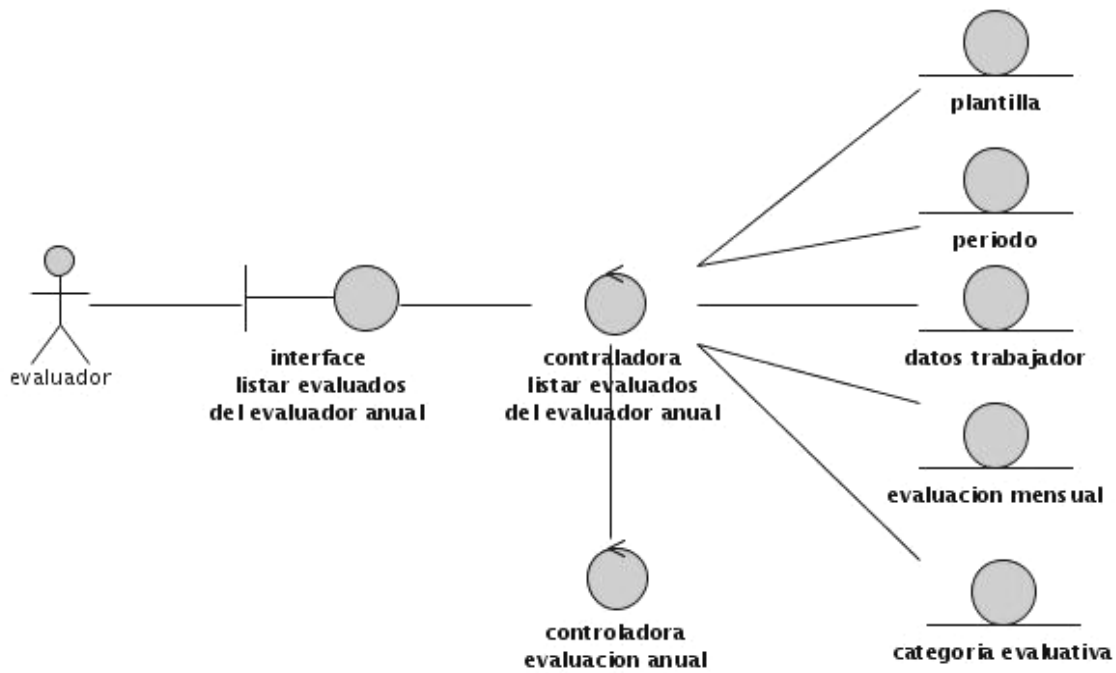 plantilla
periodo
datos trabajador
evaluador
interface
listar evaluados
del evaluador anual
contraladora
listar evaluados
del evaluador anual
evaluacion mensual
controladora
evaluacion anual
categoria evaluativa